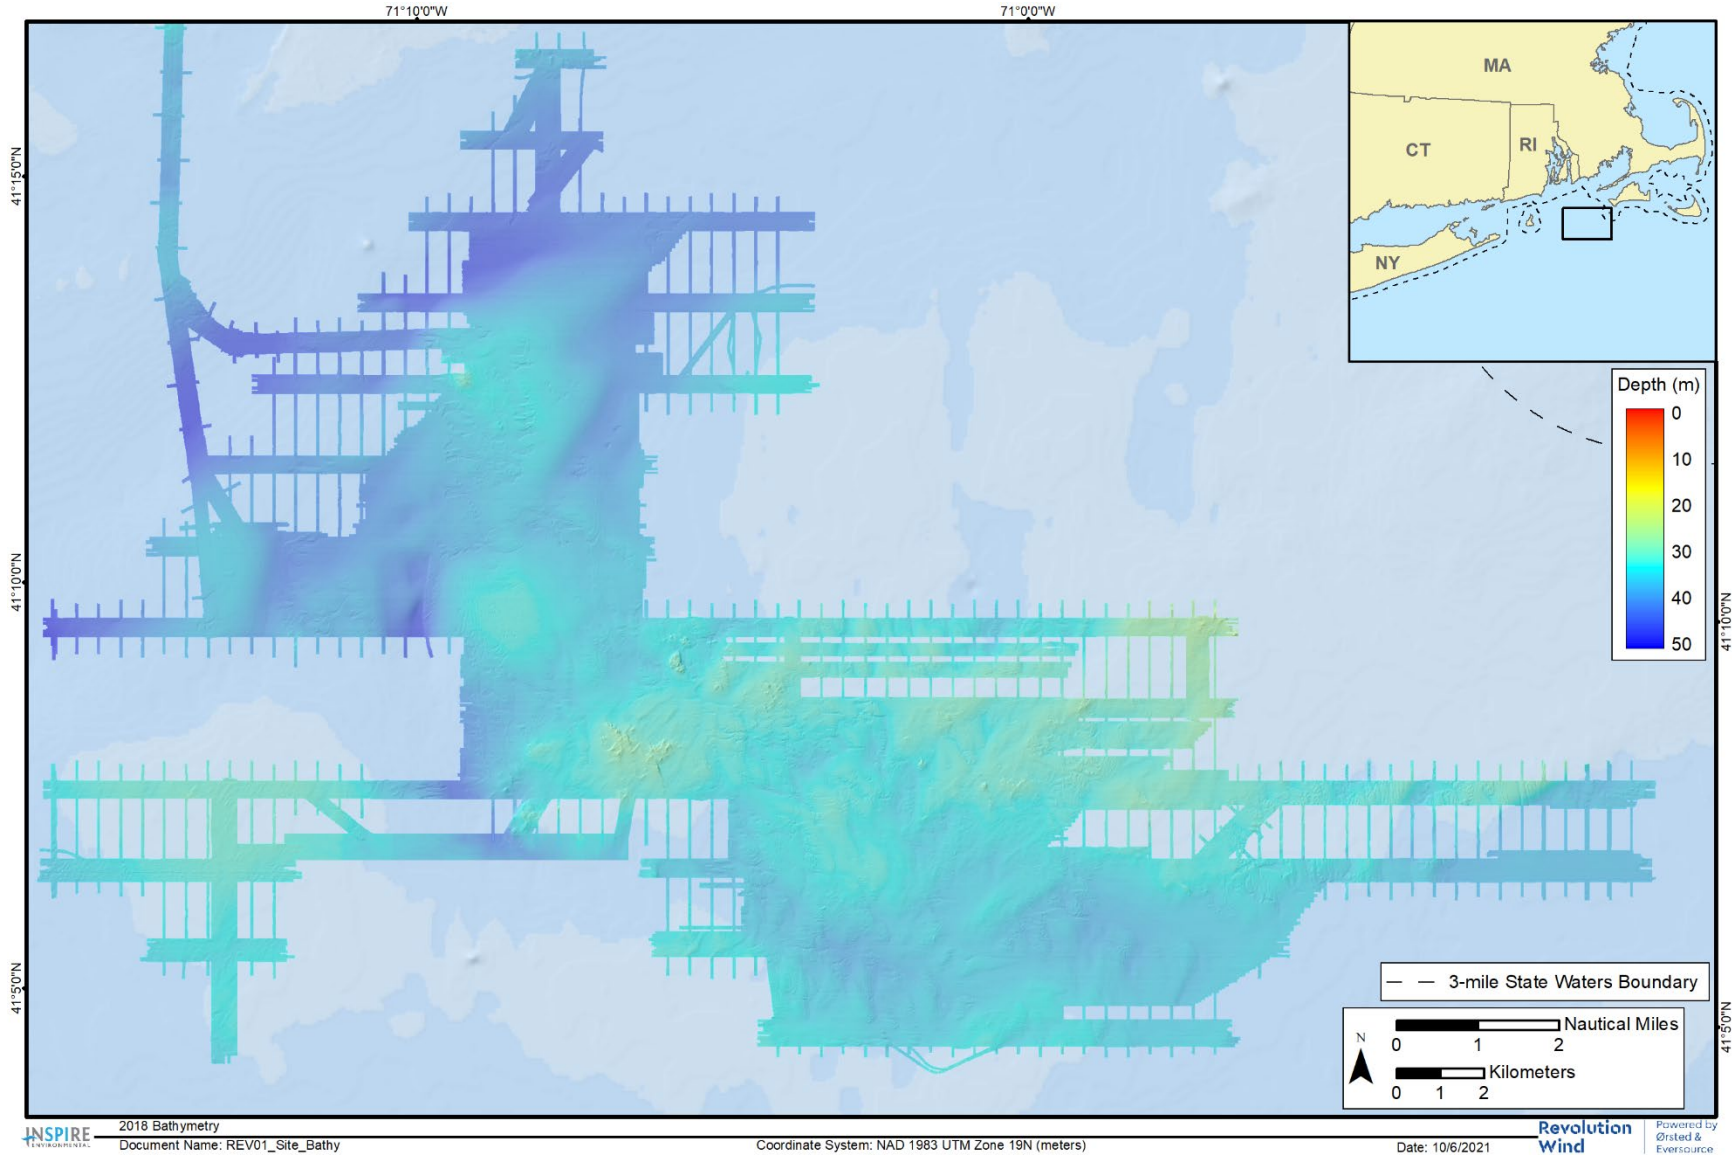 71°10'0"W
71°0'0"W
MA
CT
RI
NY
41°15'0"N
Depth (m)
0
10
20
30
40
50
41°10'0"N
41°10'0"N
41°5'0"N
41°5'0"N
3-mile State Waters Boundary
N
Nautical Miles
0 1 2
Kilometers
0 1 2
INSPIRE
ENVIRONMENTAL
2018 Bathymetry
Document Name: REV01_Site_Bathy
Coordinate System: NAD 1983 UTM Zone 19N (meters)
Date: 10/6/2021
Revolution
Wind
Powered by
Ørsted &
Eversource